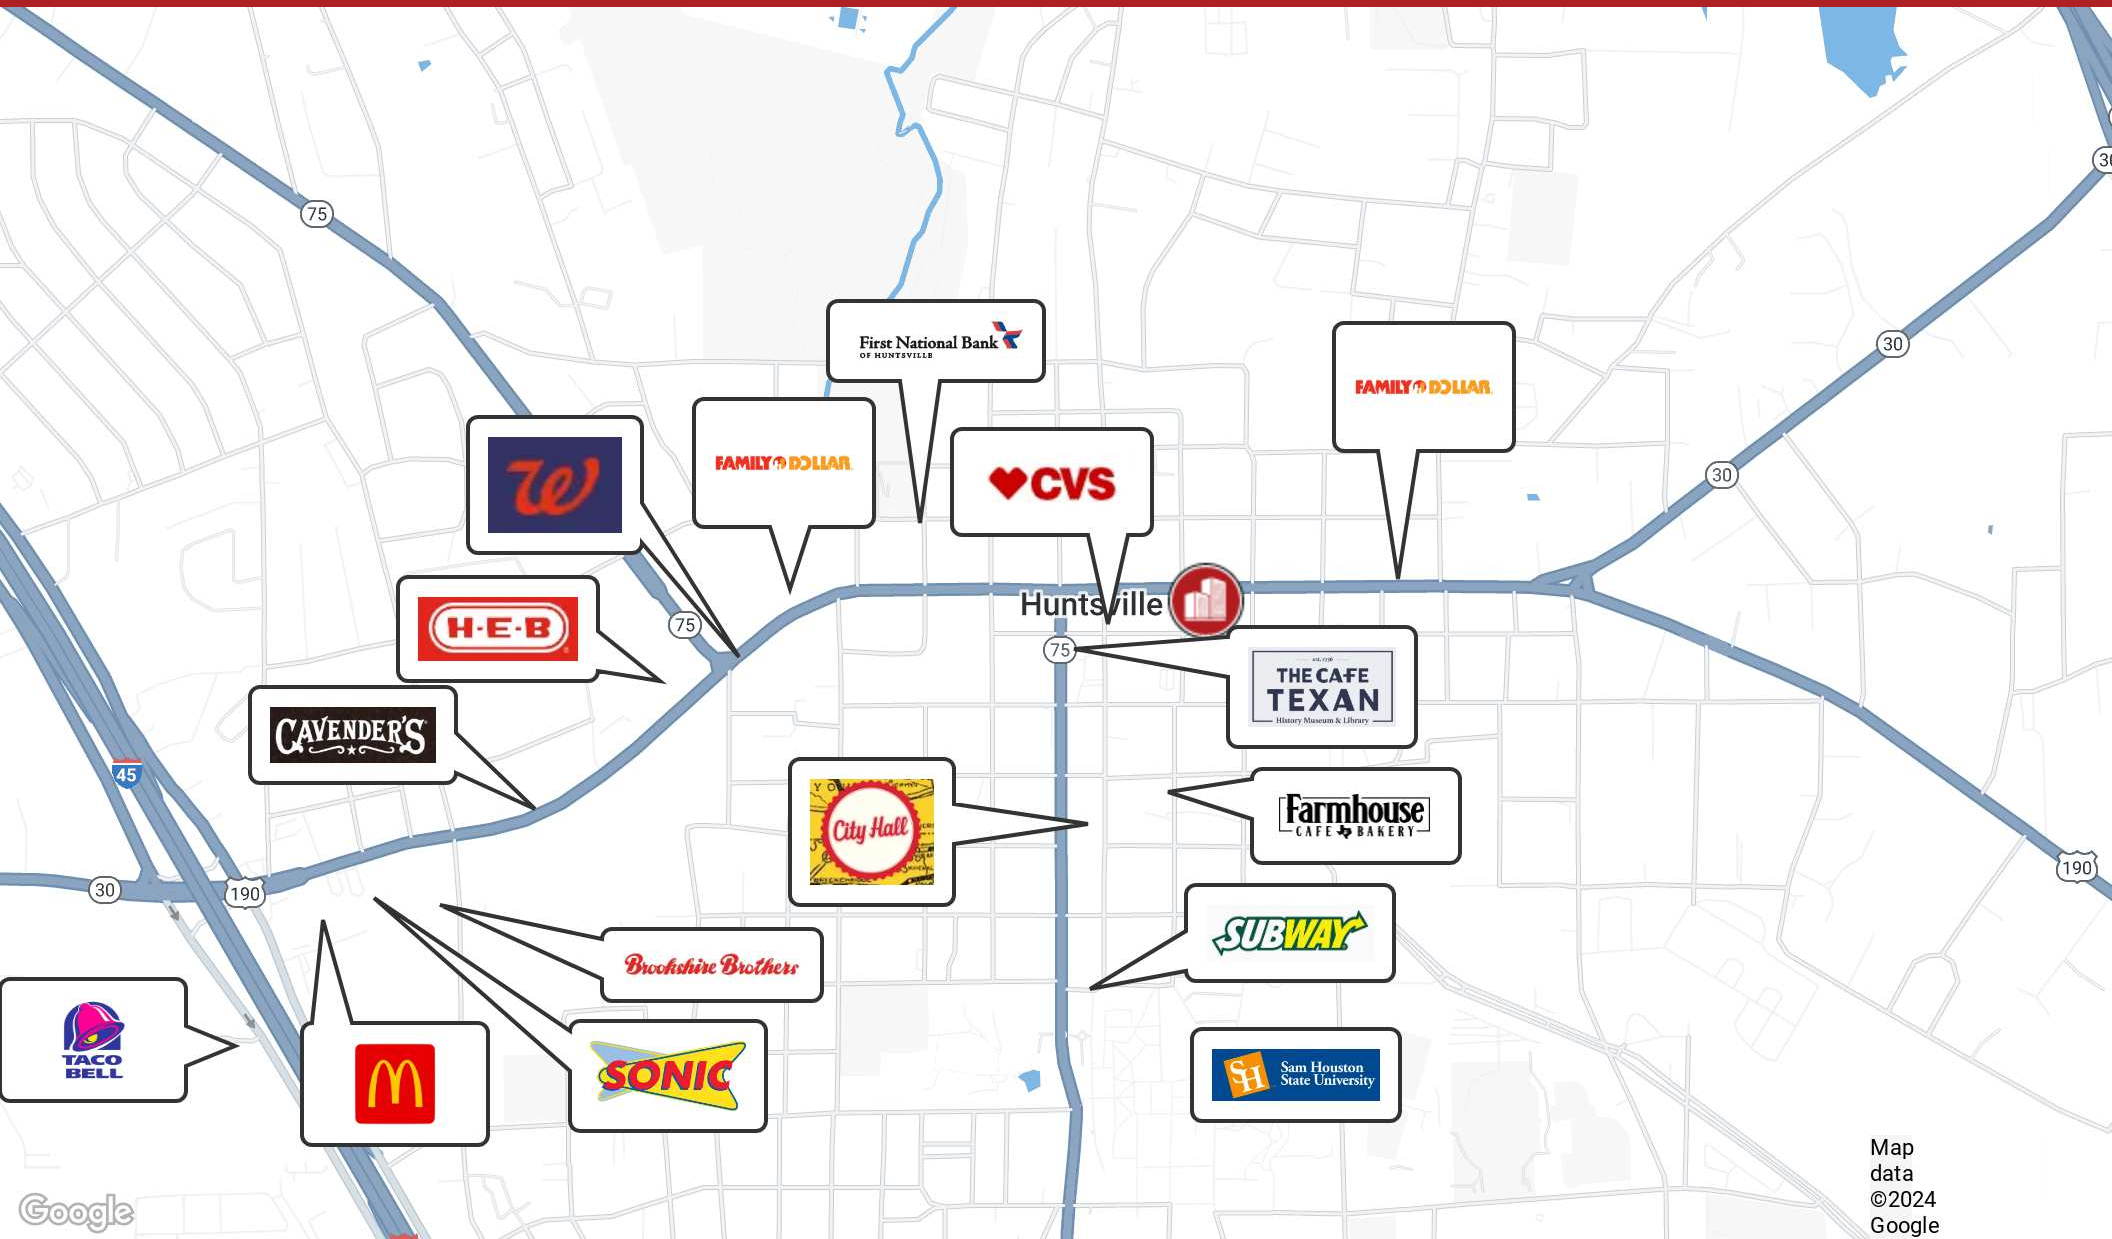 75
30
30
30
First National Bank
OF HUNTSVILLE
FAMILY DOLLAR
FAMILY DOLLAR
W
CVS
H-E-B
75
Huntsville
75
THE CAFE
TEXAN
History Museum & Library
CAVENDER'S
45
City Hall
Farmhouse
CAFE BAKERY
30
190
190
SUBWAY
Brookshire Brothers
TACO
BELL
SONIC
SH
Sam Houston
State University
Map
data
©2024
Google
Google